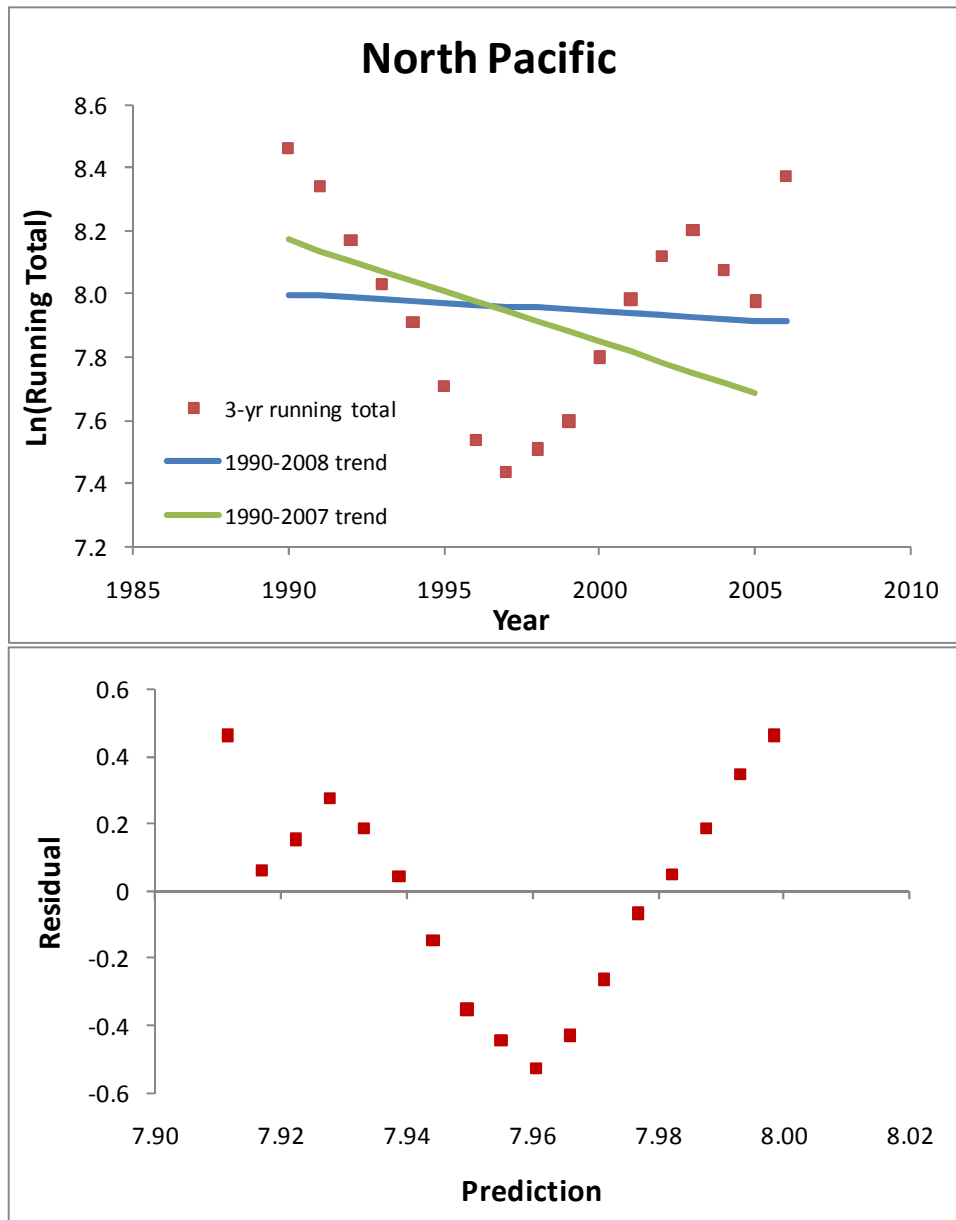 North Pacific
Ln(Running Total)
8.6
8.4
8.2
8.0
7.8
7.6
7.4
7.2
3-yr running total
1990-2008 trend
1990-2007 trend
1985 1990 1995 2000 2005 2010
Year
Residual
0.6
0.4
0.2
0
-0.2
-0.4
-0.6
7.90 7.92 7.94 7.96 7.98 8.00 8.02
Prediction